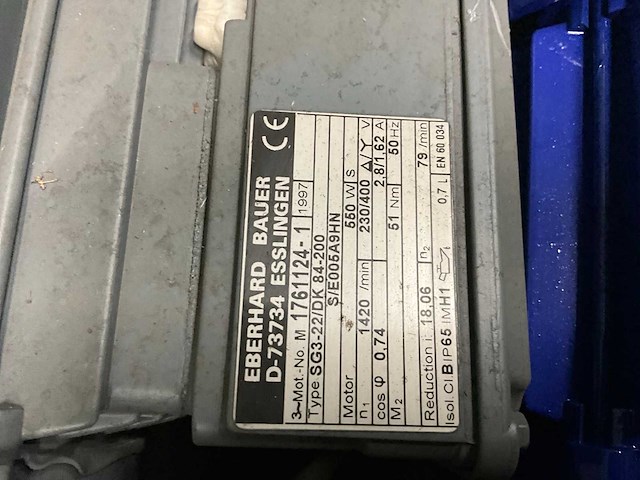 EBERHARD BAUER CE
D-73734 ESSLINGEN
3~Mot.-No. M 1761124-1 1997
Type SG3-22/DK 84-200
S/E005A9HN
Motor 550 W S
n1 1420 /min 230/400 Δ/Y V
cos φ 0,74 2,8/1,62 A
M2 51 Nm 50 Hz
Reduction i: 18,06 n2 79 /min
Isol.Cl. B IP65 IMH1 0,7 L EN 60 034